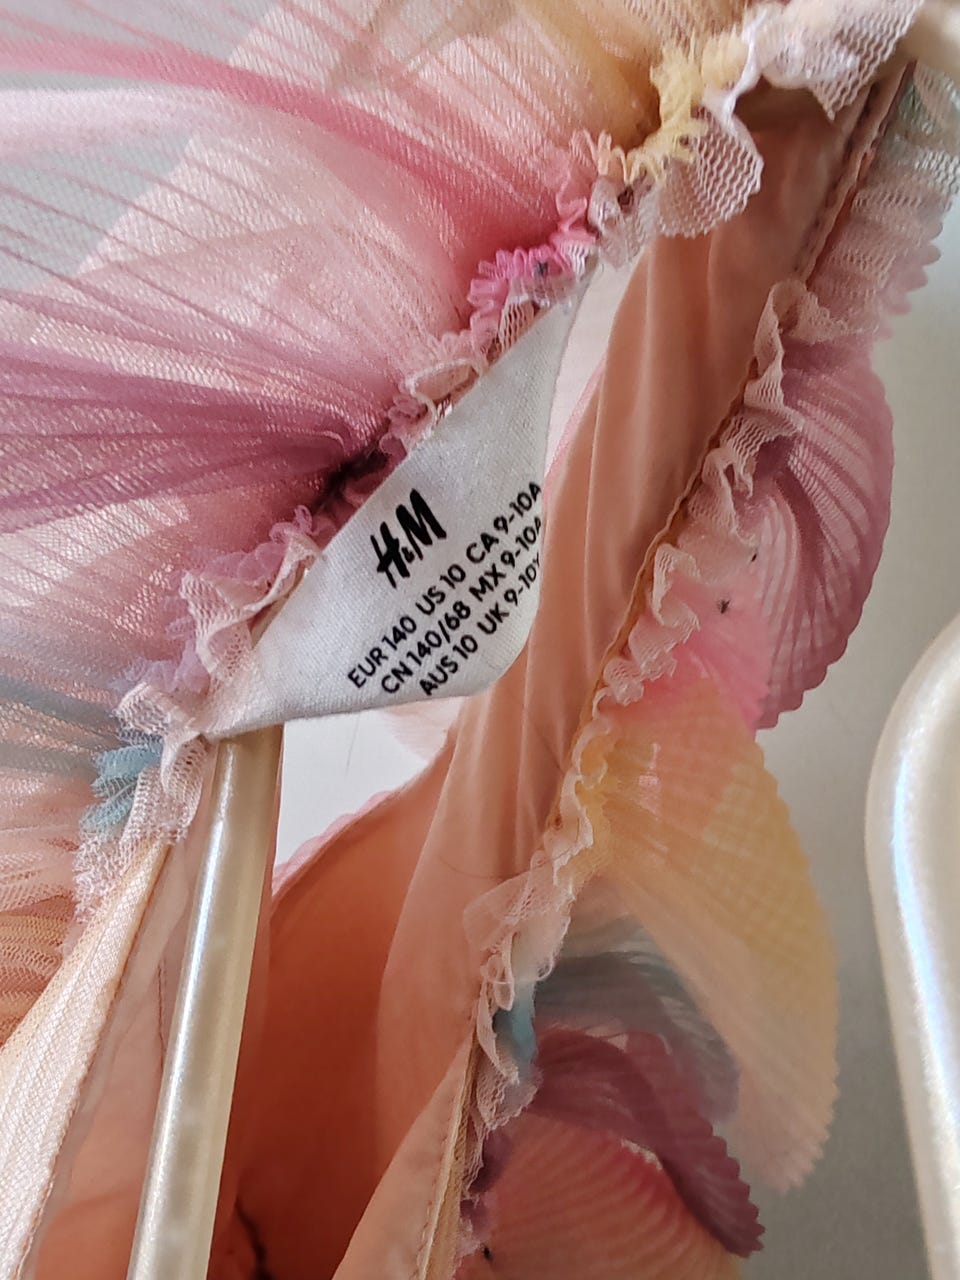 H&M
EUR 140 US 10 CA 9-10A
CN 140/68 MX 9-10A
AUS 10 UK 9-10Y